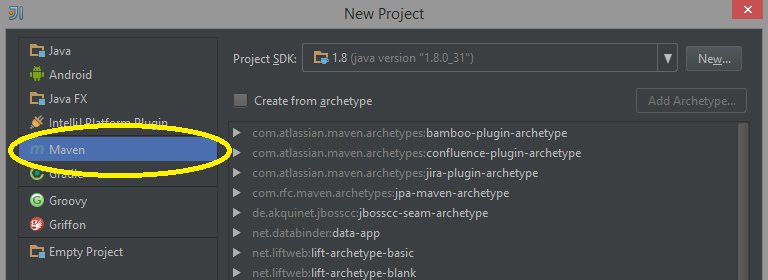 New Project
Java
Android
Java FX
IntelliJ Platform Plugin
Maven
Gradle
Groovy
Griffon
Empty Project
Project SDK: 1.8 (java version "1.8.0_31") New...
Create from archetype Add Archetype...
com.atlassian.maven.archetypes:bamboo-plugin-archetype
com.atlassian.maven.archetypes:confluence-plugin-archetype
com.atlassian.maven.archetypes:jira-plugin-archetype
com.rfc.maven.archetypes:jpa-maven-archetype
de.akquinet.jbosscc:jbosscc-seam-archetype
net.databinder:data-app
net.liftweb:lift-archetype-basic
net.liftweb:lift-archetype-blank